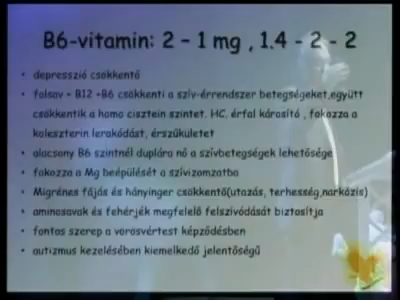 B6-vitamin: 2 – 1 mg , 1.4 - 2 - 2
• depresszió csökkentő
• folsav + B12 +B6 csökkenti a szív-érrendszer betegségeket,együtt
csökkentik a homo cisztein szintet. HC. érfal károsító , fokozza a
koleszterin lerakódást, érszűkületet
• alacsony B6 szintnél duplára nő a szívbetegségek lehetősége
• fokozza a Mg beépülését a szívizomzatba
• Migrénes fájás és hányinger csökkentő(utazás, terhesség,narkózis)
• aminosavak és fehérjék megfelelő felszívódását biztosítja
• fontos szerep a vorosvértest képződésben
• autizmus kezelésében kiemelkedő jelentőségű